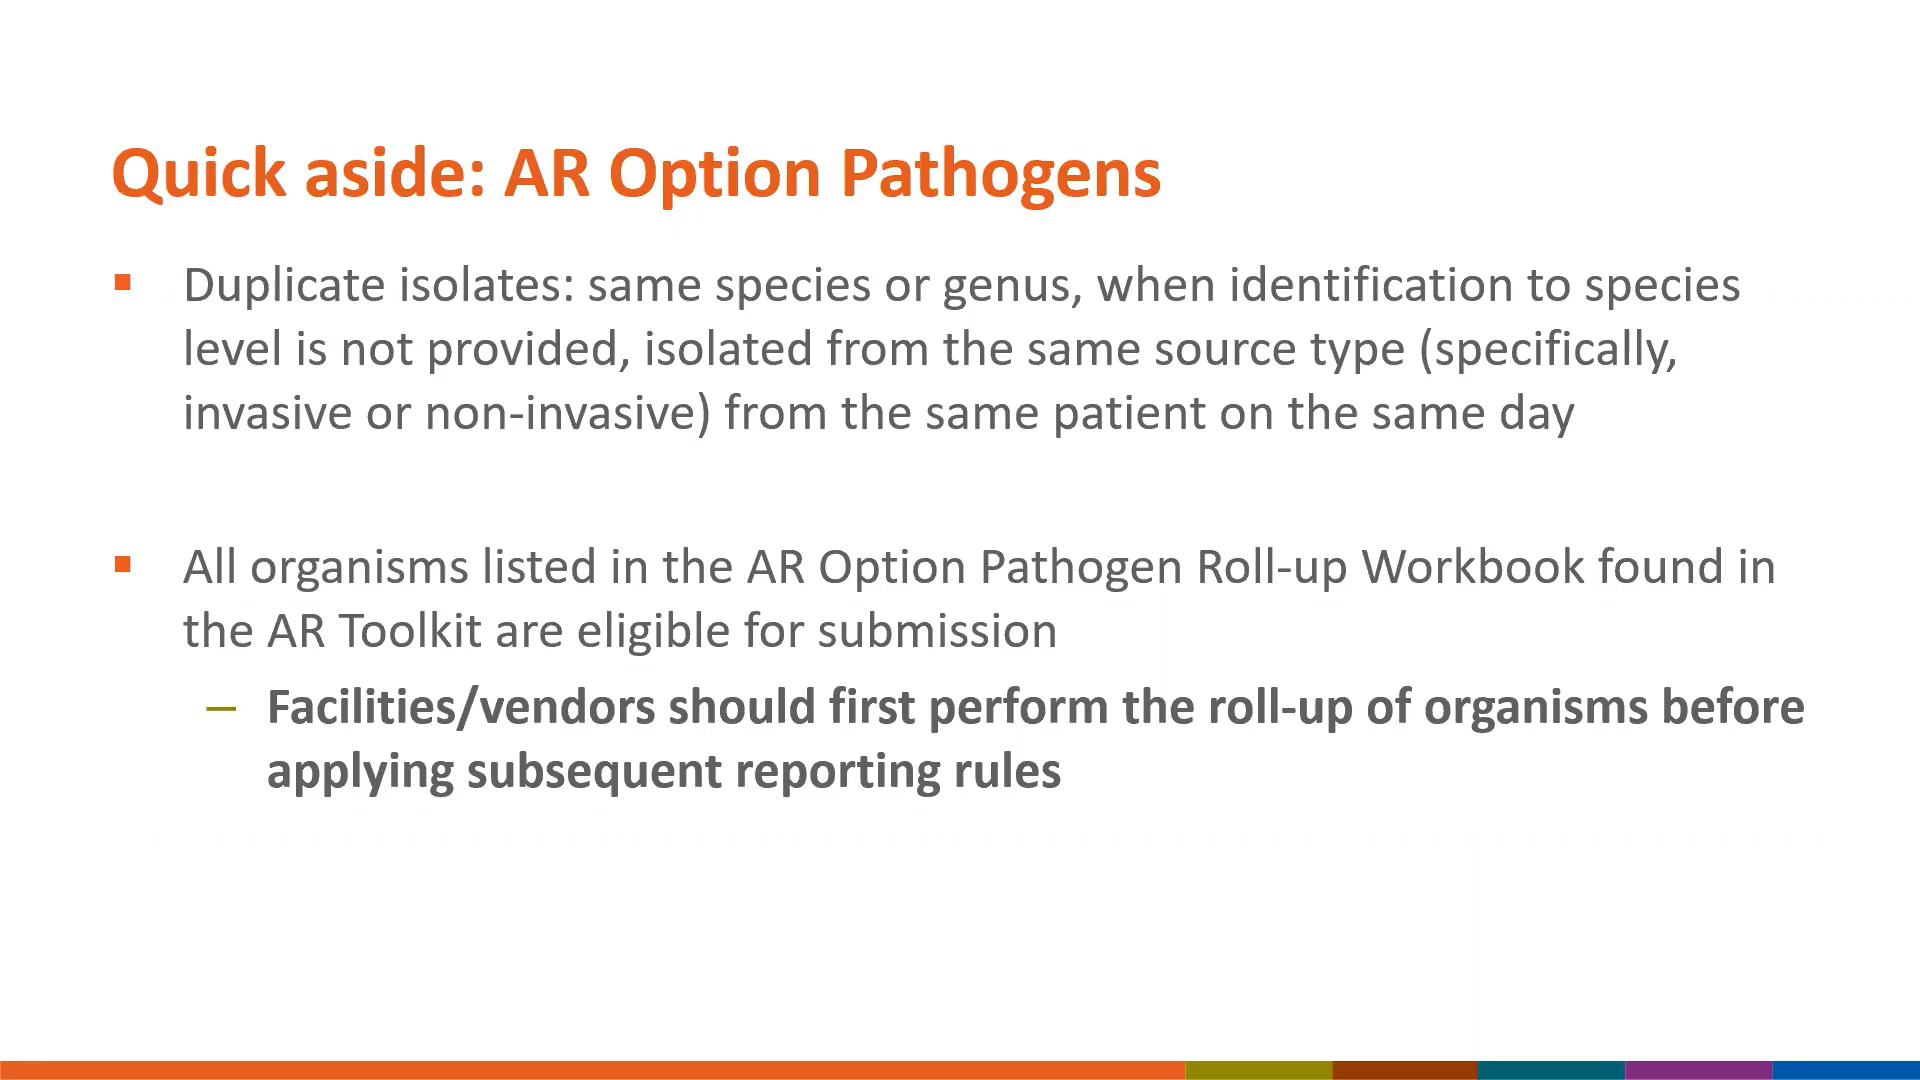 Quick aside: AR Option Pathogens
▪ Duplicate isolates: same species or genus, when identification to species
level is not provided, isolated from the same source type (specifically,
invasive or non-invasive) from the same patient on the same day
▪ All organisms listed in the AR Option Pathogen Roll-up Workbook found in
the AR Toolkit are eligible for submission
– Facilities/vendors should first perform the roll-up of organisms before
applying subsequent reporting rules